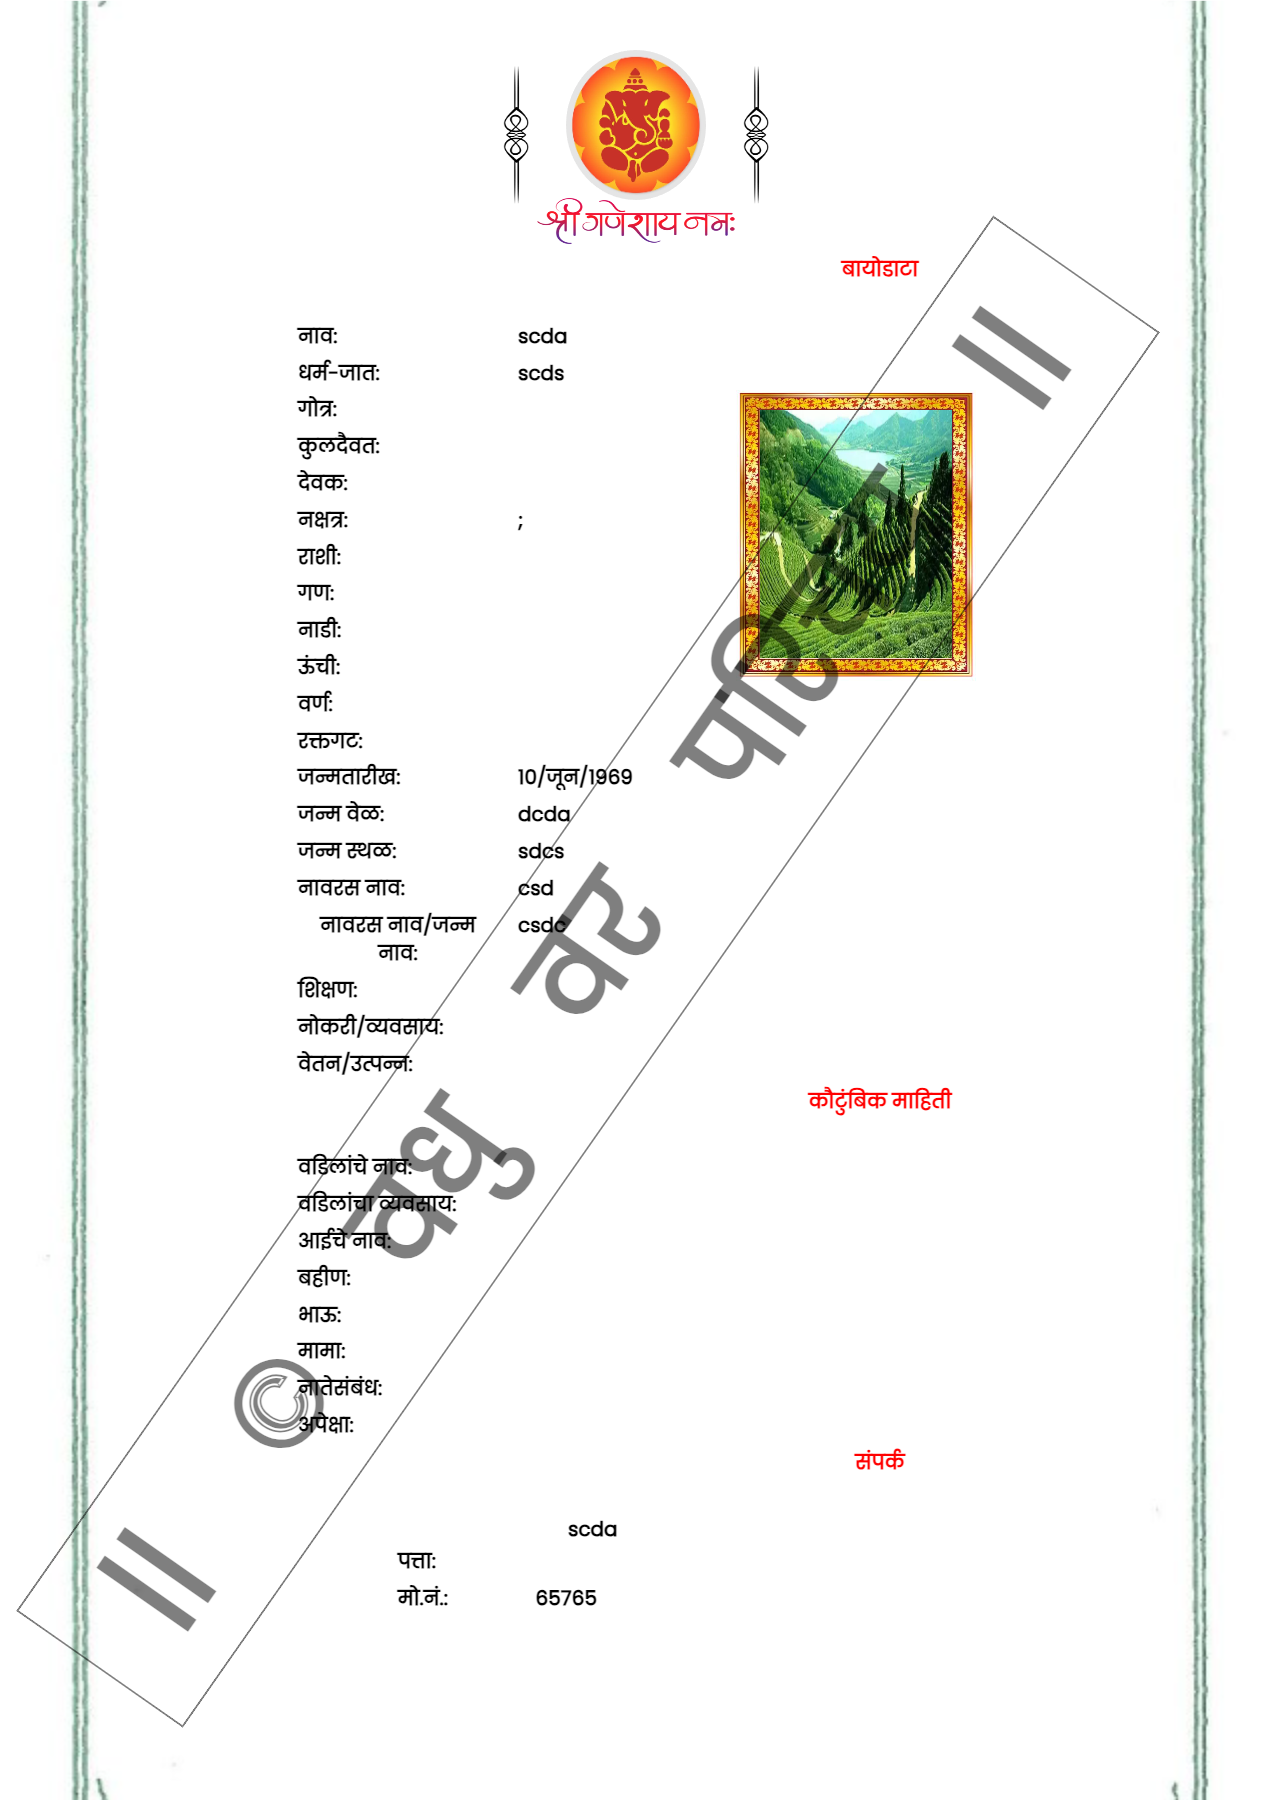 श्री गणेशाय नमः
बायोडाटा
नाव: scda
धर्म-जात: scds
गोत्र:
कुलदैवत:
देवक:
नक्षत्र: ;
राशी:
गण:
नाडी:
ऊंची:
वर्ण:
रक्तगट:
जन्मतारीख: 10/जून/1969
जन्म वेळ: dcda
जन्म स्थळ: sdcs
नावरस नाव: csd
नावरस नाव/जन्म csdc
नाव:
शिक्षण:
नोकरी/व्यवसाय:
वेतन/उत्पन्न:
कौटुंबिक माहिती
वडिलांचे नाव:
वडिलांचा व्यवसाय:
आईचे नाव:
बहीण:
भाऊ:
मामा:
नातेसंबंध:
अपेक्षा:
संपर्क
scda
पत्ता:
मो.नं.: 65765
॥ © वधु वर परिचय ॥